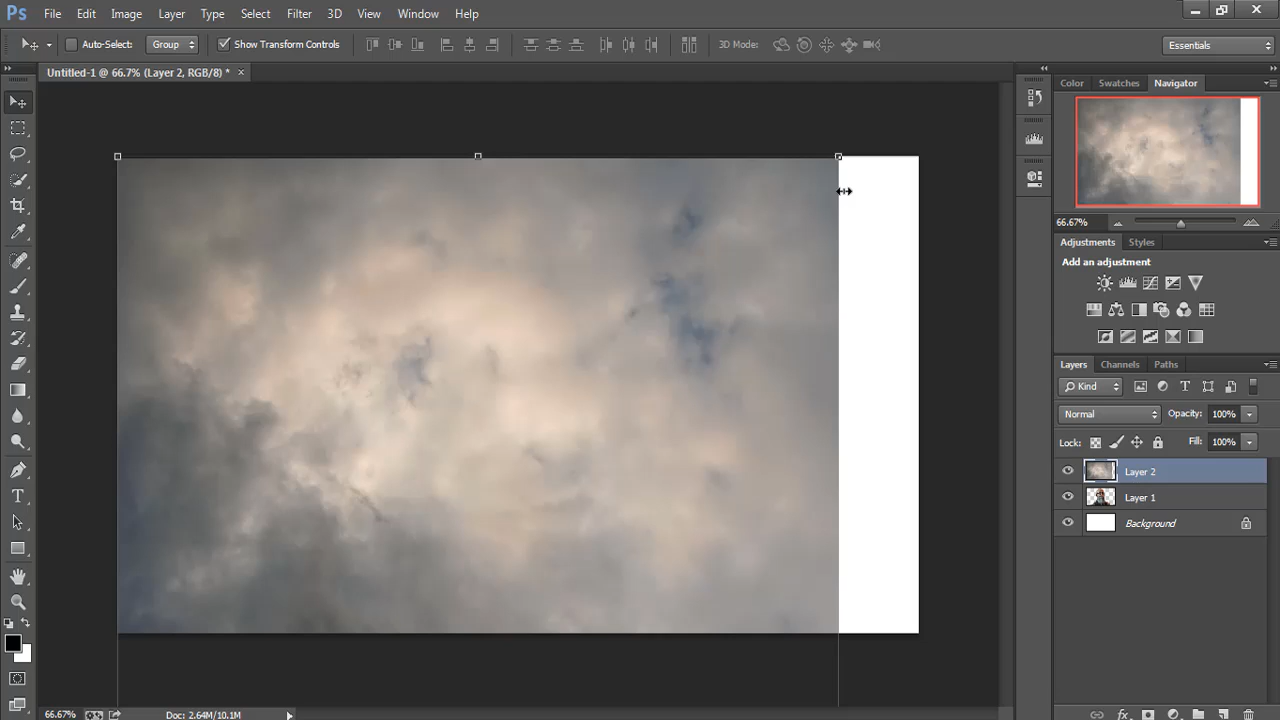 Ps File Edit Image Layer Type Select Filter 3D View Window Help
Auto-Select: Group Show Transform Controls 3D Mode: Essentials
Untitled-1 @ 66.7% (Layer 2, RGB/8) * ×
Color Swatches Navigator
66.67%
Adjustments Styles
Add an adjustment
Layers Channels Paths
Kind
Normal Opacity: 100%
Lock: Fill: 100%
Layer 2
Layer 1
Background
66.67% Doc: 2.64M/10.1M